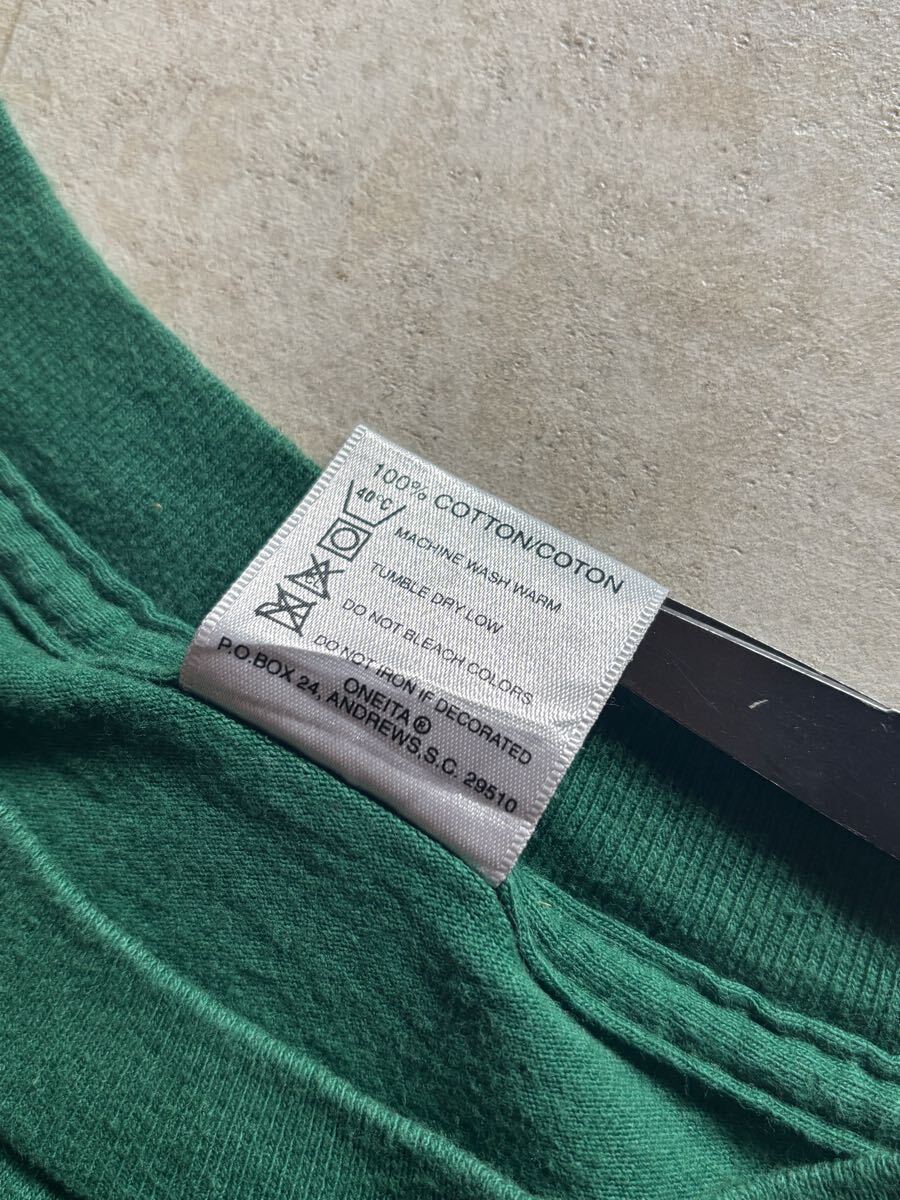 100% COTTON/COTON
40°C
MACHINE WASH WARM
TUMBLE DRY LOW
DO NOT BLEACH COLORS
DO NOT IRON IF DECORATED
ONEITA®
P.O.BOX 24, ANDREWS,S.C. 29510